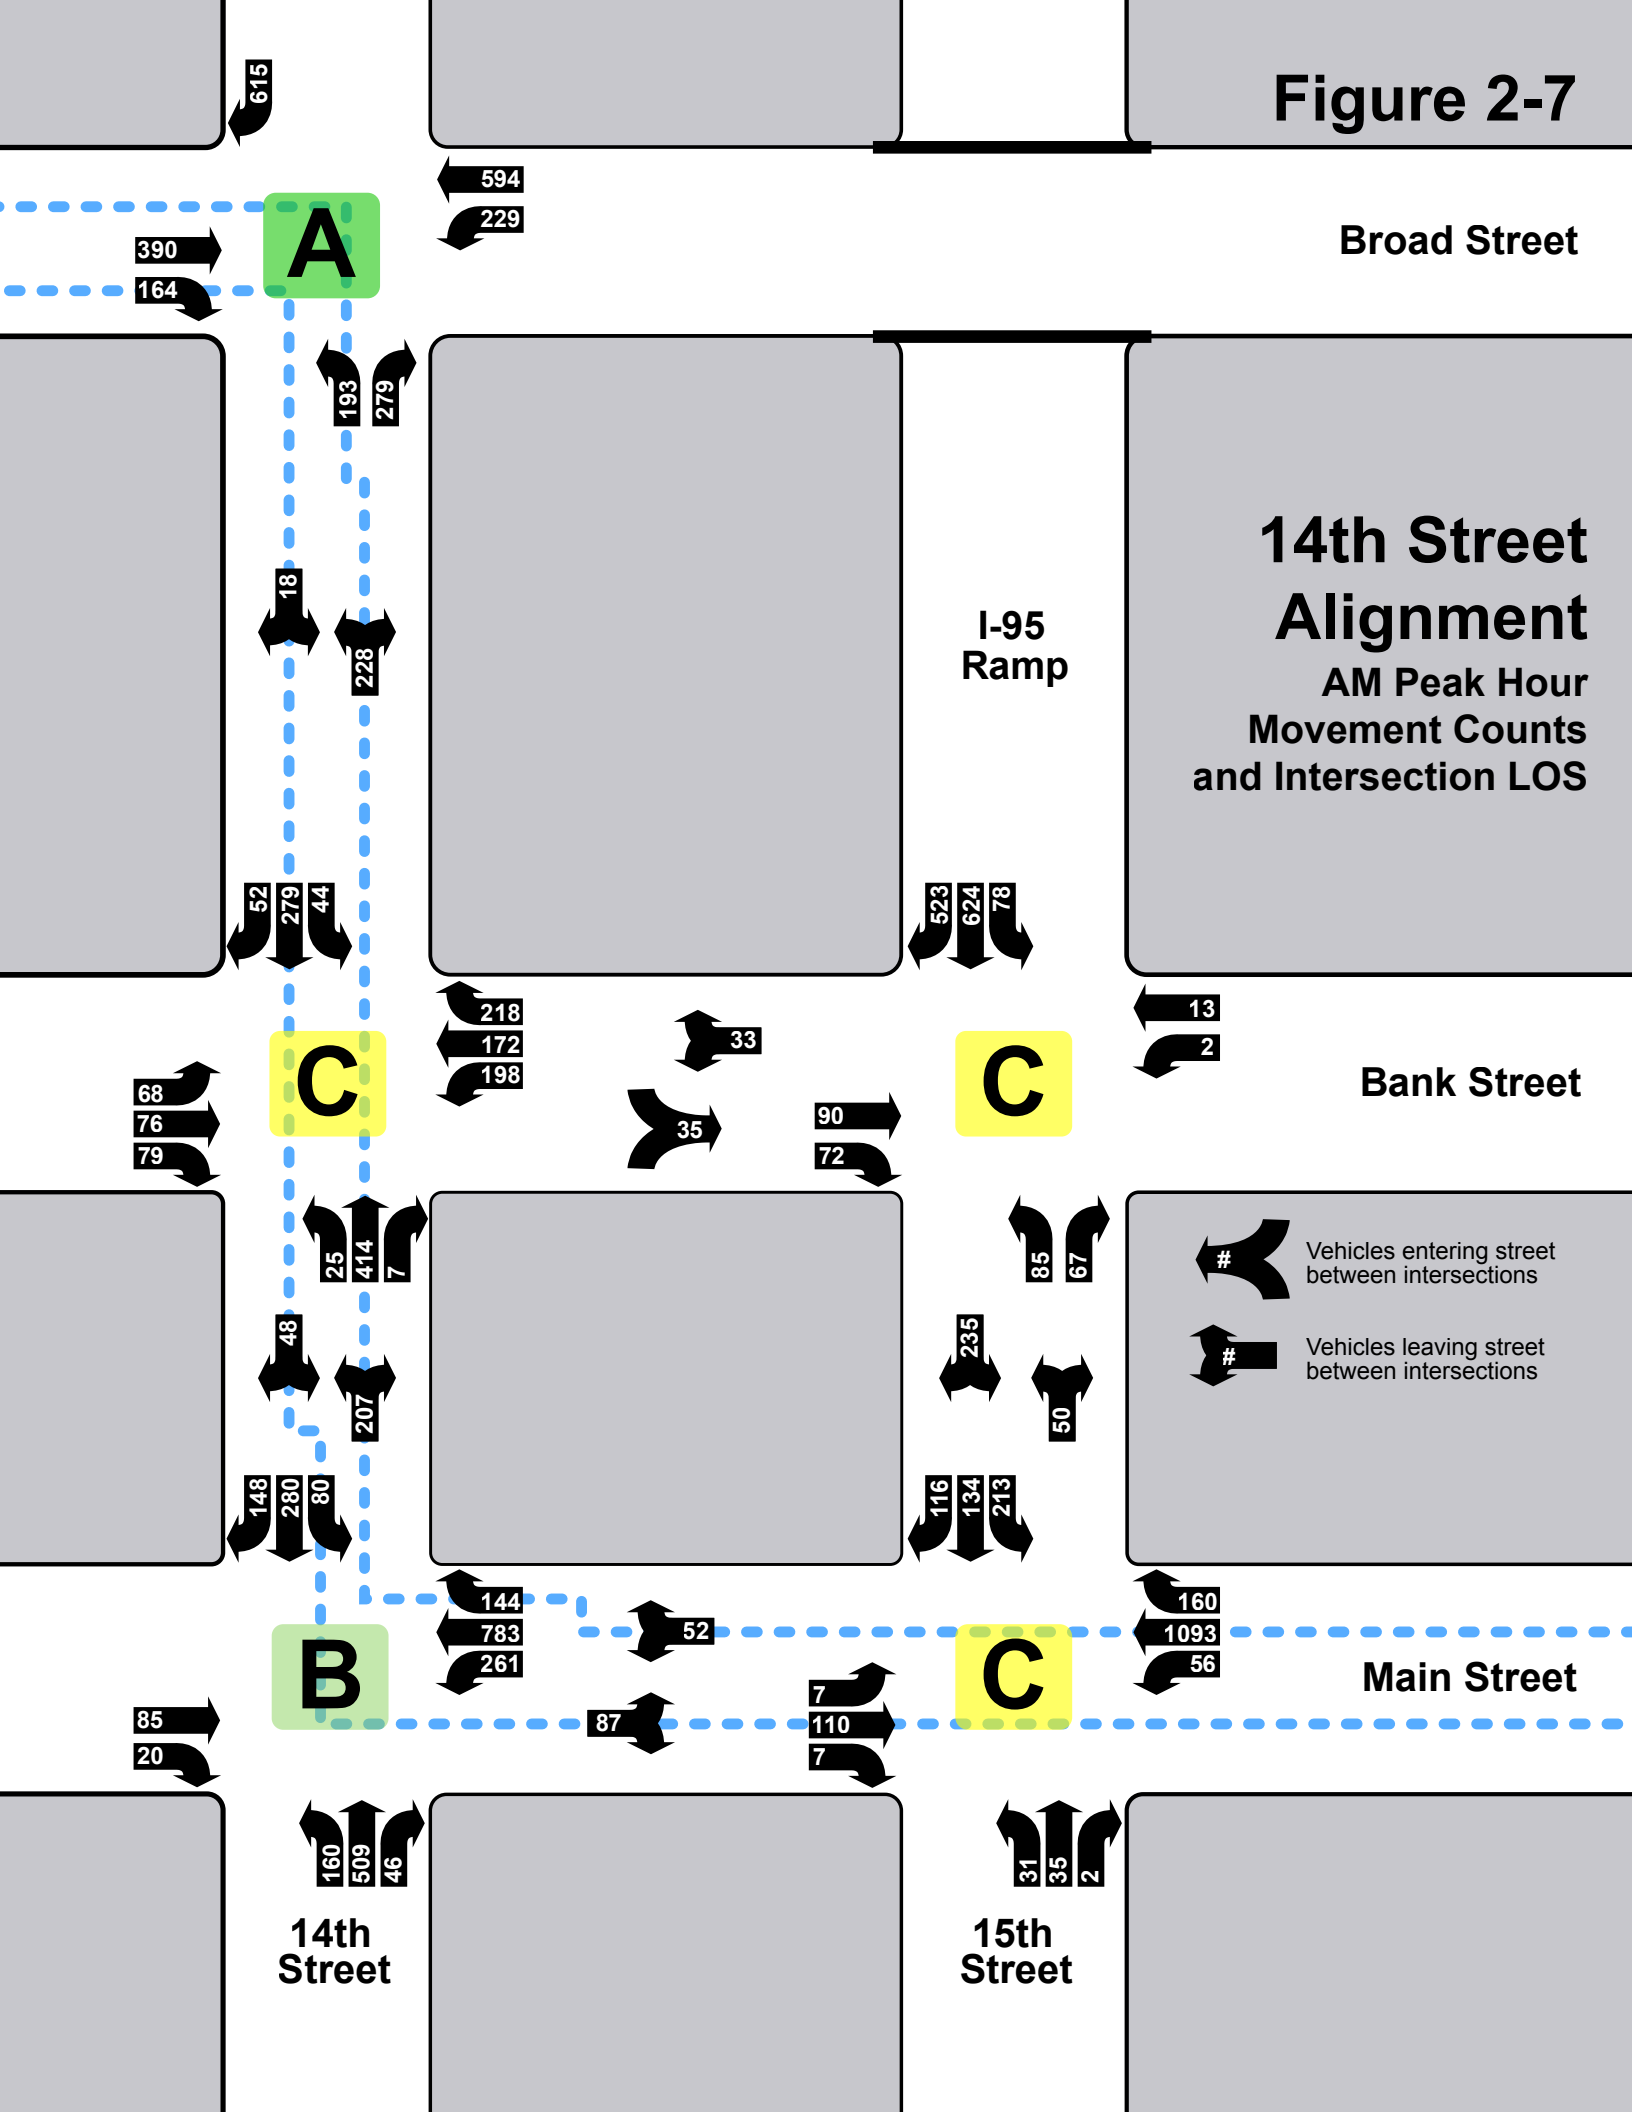 Figure 2-7
615
594
229
A
390
164
Broad Street
193
279
14th Street
Alignment
AM Peak Hour
Movement Counts
and Intersection LOS
18
228
I-95
Ramp
52
279
44
523
624
78
218
172
198
33
13
2
C
C
Bank Street
68
76
79
35
90
72
25
414
7
85
67
#
Vehicles entering street
between intersections
#
Vehicles leaving street
between intersections
48
207
235
50
148
280
80
116
134
213
144
783
261
52
160
1093
56
B
C
Main Street
85
20
87
7
110
7
160
509
46
31
35
2
14th
Street
15th
Street